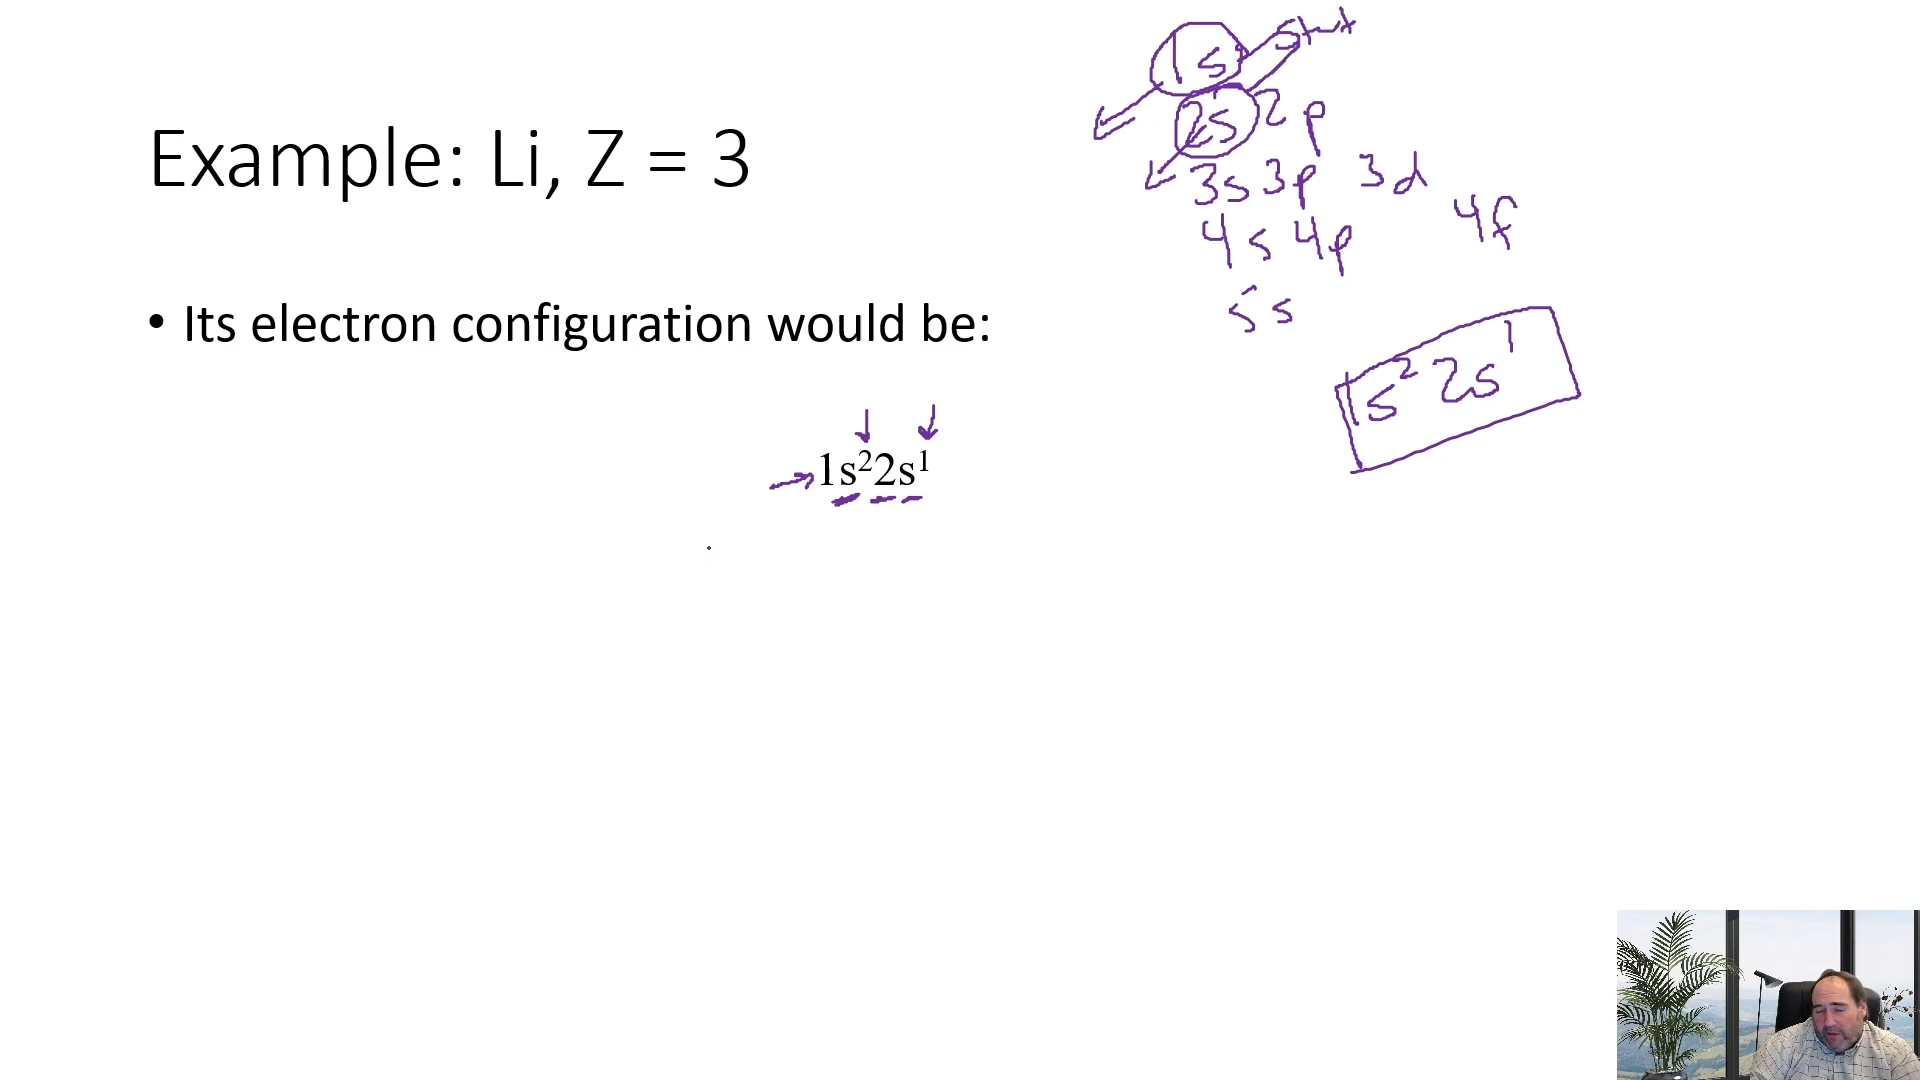 Start
1s
2s 2p
3s 3p 3d
4s 4p 4f
5s
Example: Li, Z = 3
• Its electron configuration would be:
1s² 2s¹
1s²2s¹